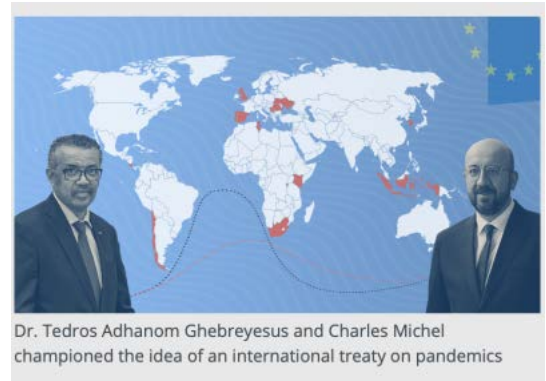 Dr. Tedros Adhanom Ghebreyesus and Charles Michel
championed the idea of an international treaty on pandemics